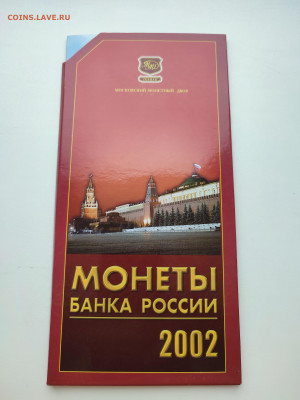 COINS.LAVE.RU
МОСКОВСКИЙ МОНЕТНЫЙ ДВОР
МОНЕТЫ
БАНКА РОССИИ
2002